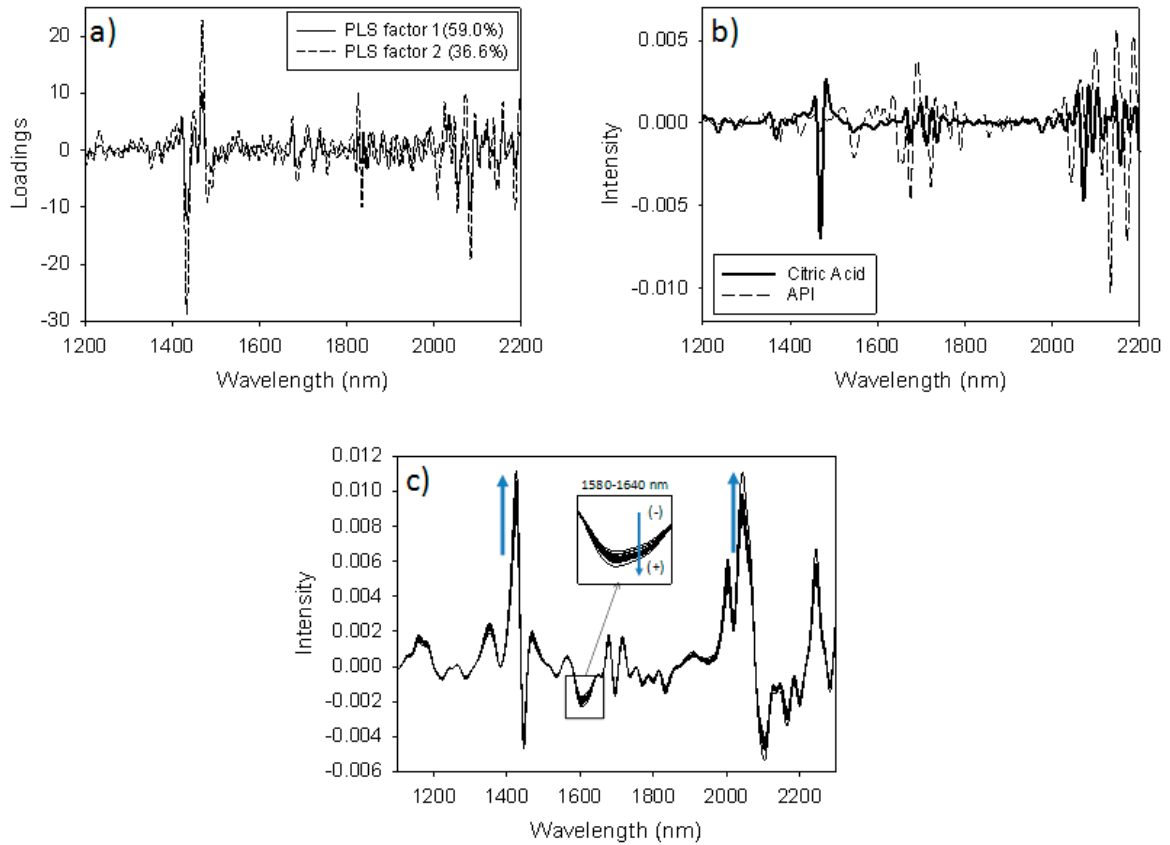 a)
PLS factor 1 (59.0%)
PLS factor 2 (36.6%)
Loadings
20
10
0
-10
-20
-30
1200 1400 1600 1800 2000 2200
Wavelength (nm)
b)
Intensity
0.005
0.000
-0.005
-0.010
Citric Acid
API
1200 1400 1600 1800 2000 2200
Wavelength (nm)
c)
Intensity
0.012
0.010
0.008
0.006
0.004
0.002
0.000
-0.002
-0.004
-0.006
1580-1640 nm
(-)
(+)
1200 1400 1600 1800 2000 2200
Wavelength (nm)